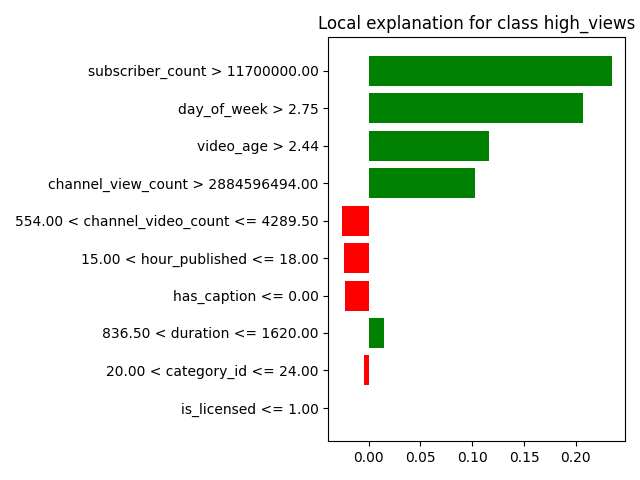 Local explanation for class high_views
subscriber_count > 11700000.00
day_of_week > 2.75
video_age > 2.44
channel_view_count > 2884596494.00
554.00 < channel_video_count <= 4289.50
15.00 < hour_published <= 18.00
has_caption <= 0.00
836.50 < duration <= 1620.00
20.00 < category_id <= 24.00
is_licensed <= 1.00
0.00 0.05 0.10 0.15 0.20